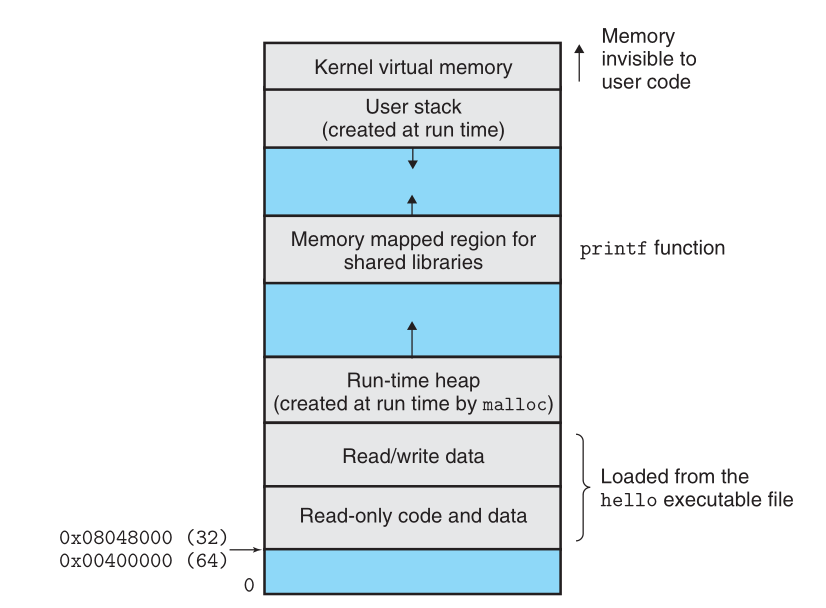 Memory
invisible to
user code
Kernel virtual memory
User stack
(created at run time)
Memory mapped region for
shared libraries
printf function
Run-time heap
(created at run time by malloc)
Read/write data
Loaded from the
hello executable file
Read-only code and data
0x08048000 (32)
0x00400000 (64)
0